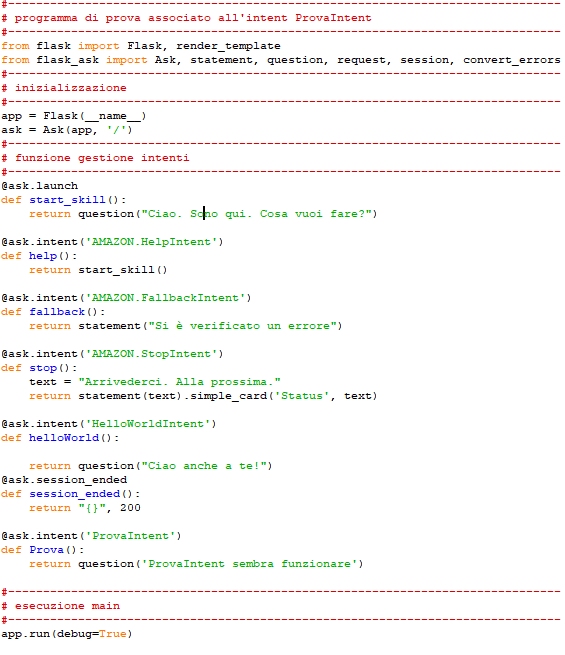 #-------------------------------------------------------------------------------
# programma di prova associato all'intent ProvaIntent
#-------------------------------------------------------------------------------
from flask import Flask, render_template
from flask_ask import Ask, statement, question, request, session, convert_errors
#-------------------------------------------------------------------------------
# inizializzazione
#-------------------------------------------------------------------------------
app = Flask(__name__)
ask = Ask(app, '/')
#-------------------------------------------------------------------------------
# funzione gestione intenti
#-------------------------------------------------------------------------------
@ask.launch
def start_skill():
    return question("Ciao. Sono qui. Cosa vuoi fare?")

@ask.intent('AMAZON.HelpIntent')
def help():
    return start_skill()

@ask.intent('AMAZON.FallbackIntent')
def fallback():
    return statement("Si è verificato un errore")

@ask.intent('AMAZON.StopIntent')
def stop():
    text = "Arrivederci. Alla prossima."
    return statement(text).simple_card('Status', text)

@ask.intent('HelloWorldIntent')
def helloWorld():

    return question("Ciao anche a te!")
@ask.session_ended
def session_ended():
    return "{}", 200

@ask.intent('ProvaIntent')
def Prova():
    return question('ProvaIntent sembra funzionare')

#-------------------------------------------------------------------------------
# esecuzione main
#-------------------------------------------------------------------------------
app.run(debug=True)